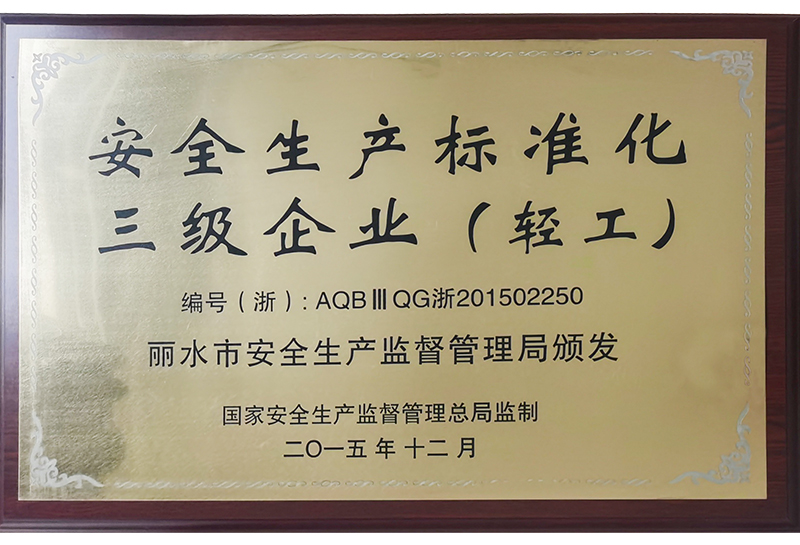 安全生产标准化
三级企业（轻工）
编号（浙）: AQBⅢQG浙201502250
丽水市安全生产监督管理局颁发
国家安全生产监督管理总局监制
二〇一五年十二月